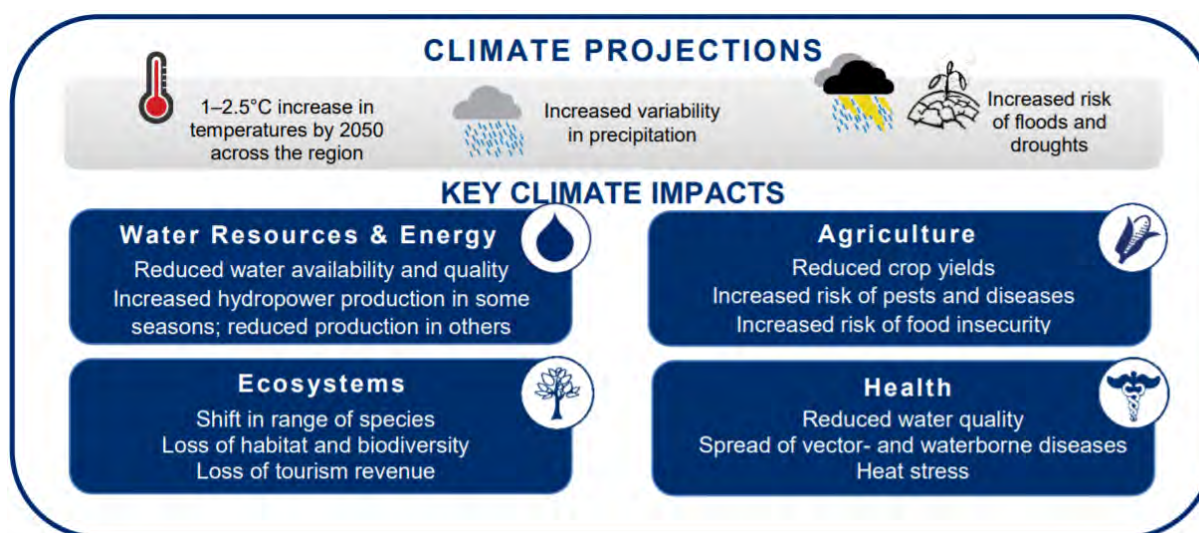 CLIMATE PROJECTIONS
1–2.5°C increase in
temperatures by 2050
across the region
Increased variability
in precipitation
Increased risk
of floods and
droughts
KEY CLIMATE IMPACTS
Water Resources & Energy
Reduced water availability and quality
Increased hydropower production in some
seasons; reduced production in others
Agriculture
Reduced crop yields
Increased risk of pests and diseases
Increased risk of food insecurity
Ecosystems
Shift in range of species
Loss of habitat and biodiversity
Loss of tourism revenue
Health
Reduced water quality
Spread of vector- and waterborne diseases
Heat stress